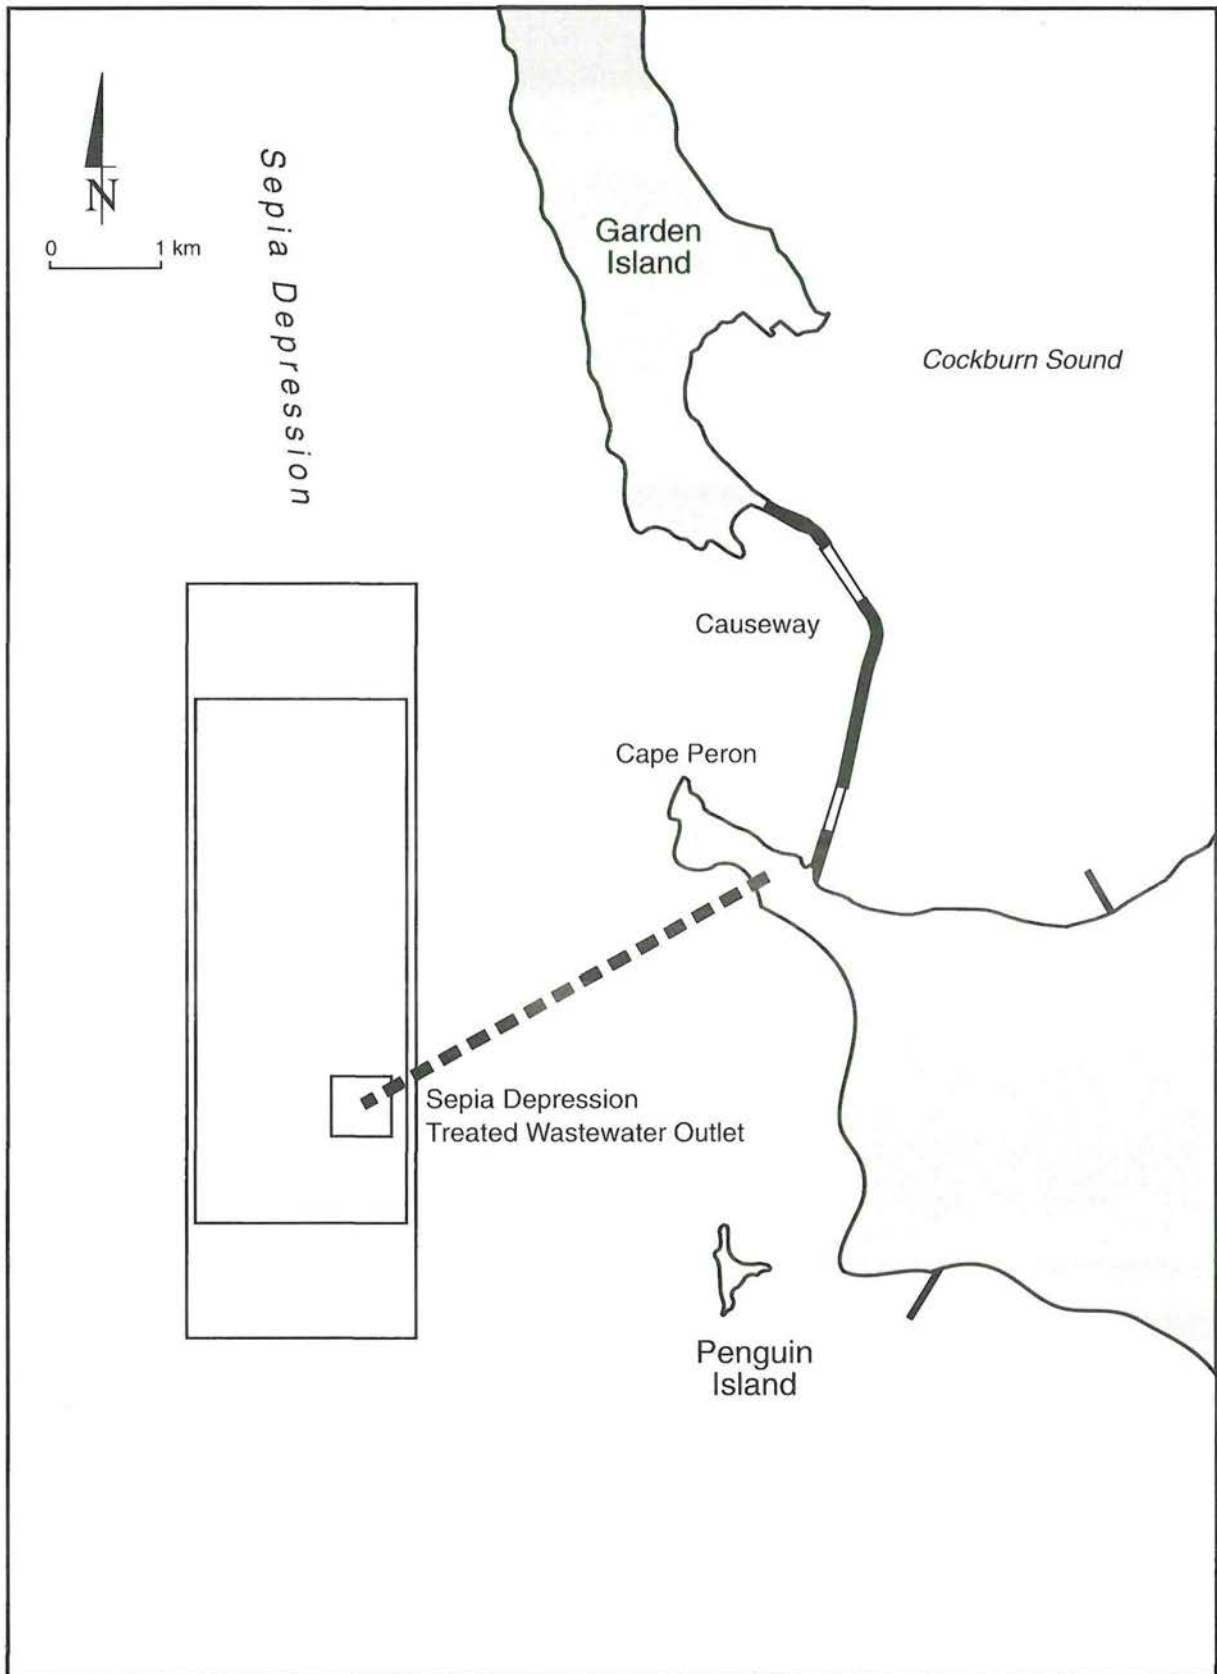 N
0 1 km
Sepia Depression
Garden
Island
Cockburn Sound
Causeway
Cape Peron
Sepia Depression
Treated Wastewater Outlet
Penguin
Island